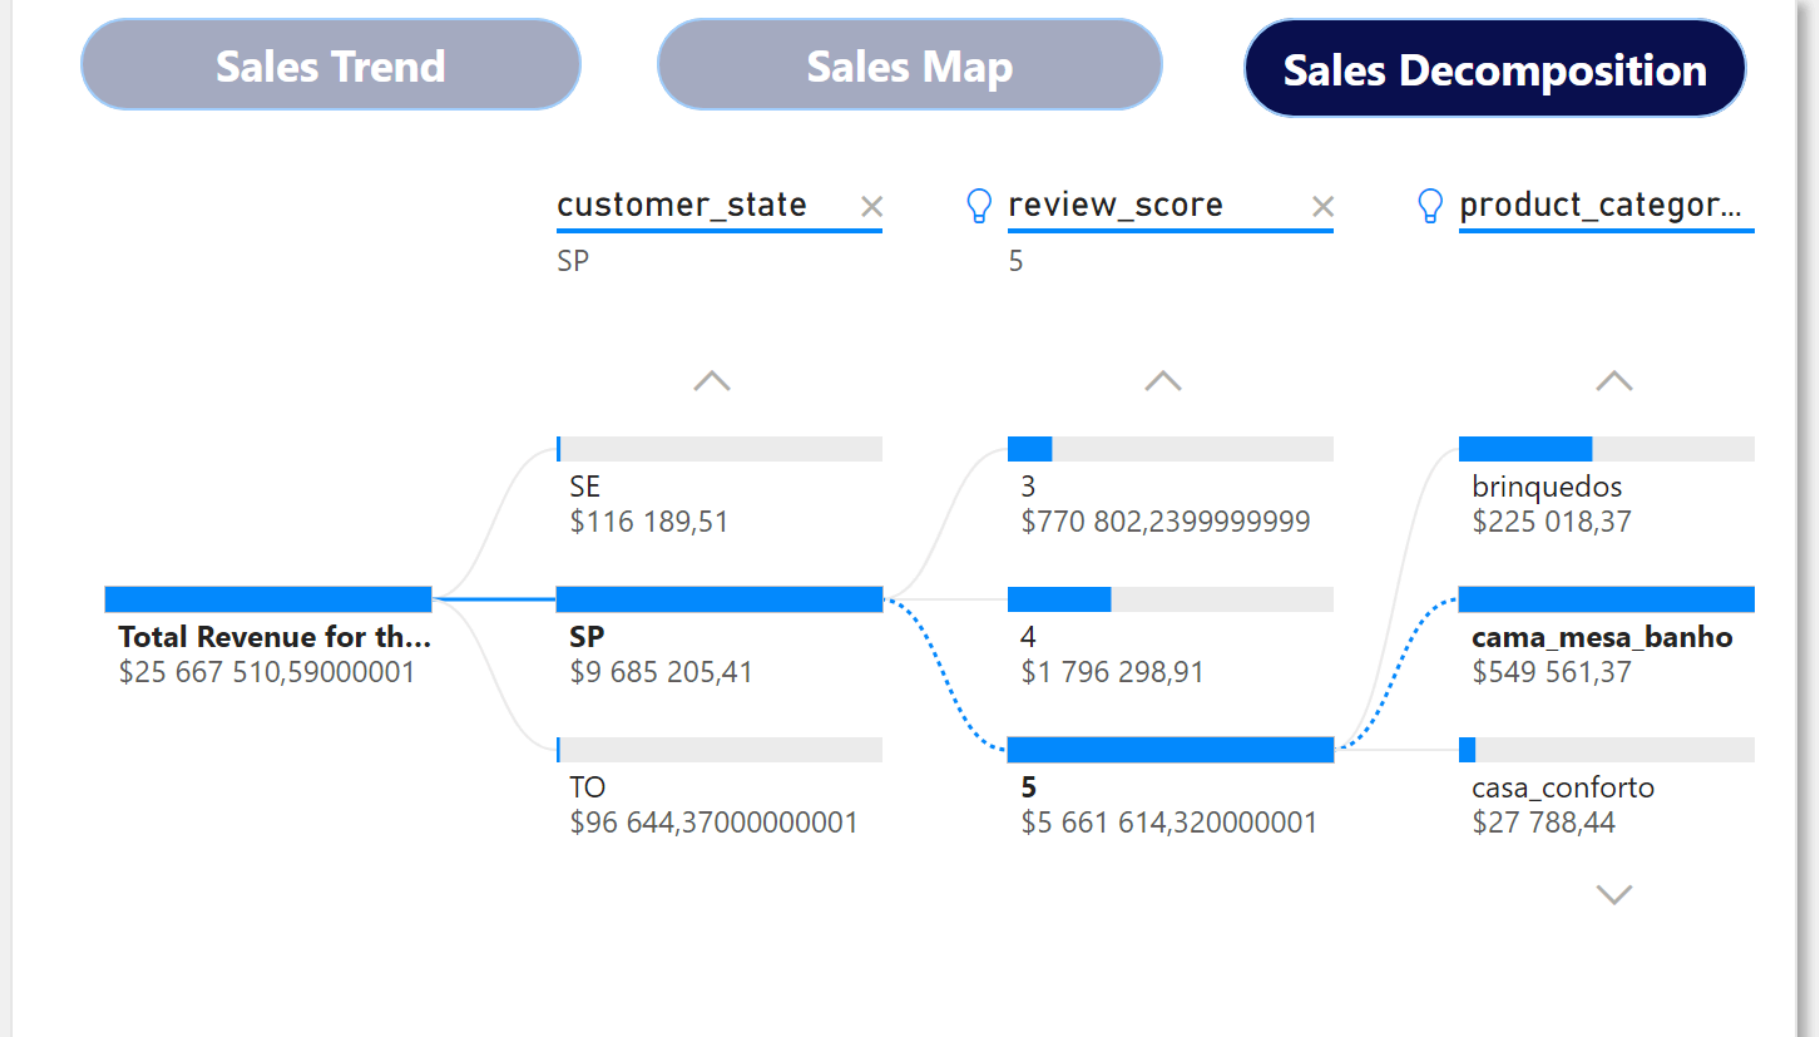 Sales Trend
Sales Map
Sales Decomposition
customer_state
SP
review_score
5
product_categor...
SE
$116 189,51
3
$770 802,2399999999
brinquedos
$225 018,37
Total Revenue for th...
$25 667 510,59000001
SP
$9 685 205,41
4
$1 796 298,91
cama_mesa_banho
$549 561,37
TO
$96 644,37000000001
5
$5 661 614,320000001
casa_conforto
$27 788,44